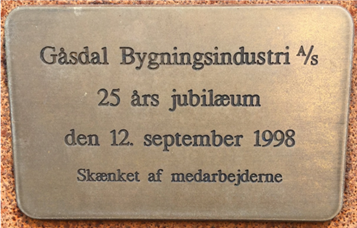 Gåsdal Bygningsindustri A/s
25 års jubilæum
den 12. september 1998
Skænket af medarbejderne